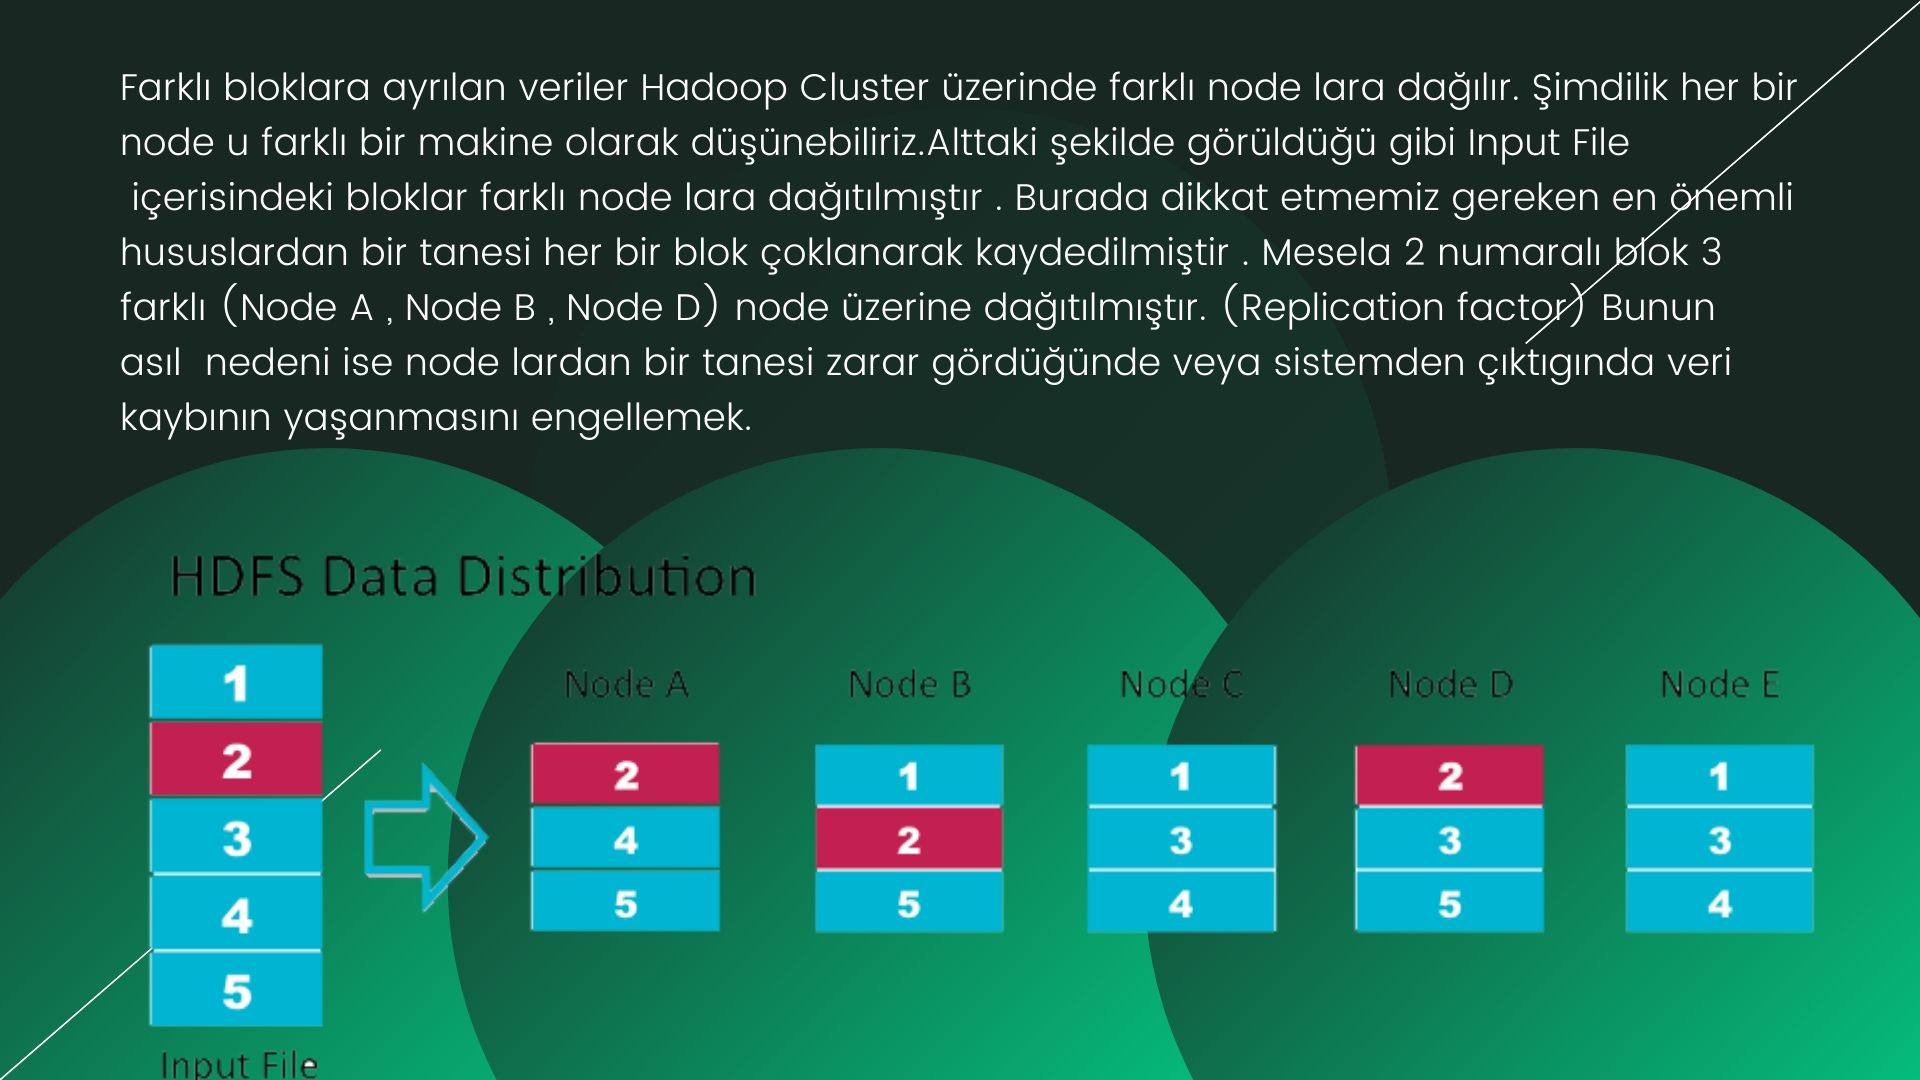 Farklı bloklara ayrılan veriler Hadoop Cluster üzerinde farklı node lara dağılır. Şimdilik her bir
node u farklı bir makine olarak düşünebiliriz.Alttaki şekilde görüldüğü gibi Input File
içerisindeki bloklar farklı node lara dağıtılmıştır . Burada dikkat etmemiz gereken en önemli
hususlardan bir tanesi her bir blok çoklanarak kaydedilmiştir . Mesela 2 numaralı blok 3
farklı (Node A , Node B , Node D) node üzerine dağıtılmıştır. (Replication factor) Bunun
asıl  nedeni ise node lardan bir tanesi zarar gördüğünde veya sistemden çıktıgında veri
kaybının yaşanmasını engellemek.
HDFS Data Distribution
1
2
3
4
5
Input File
Node A
2
4
5
Node B
1
2
5
Node C
1
3
4
Node D
2
3
5
Node E
1
3
4